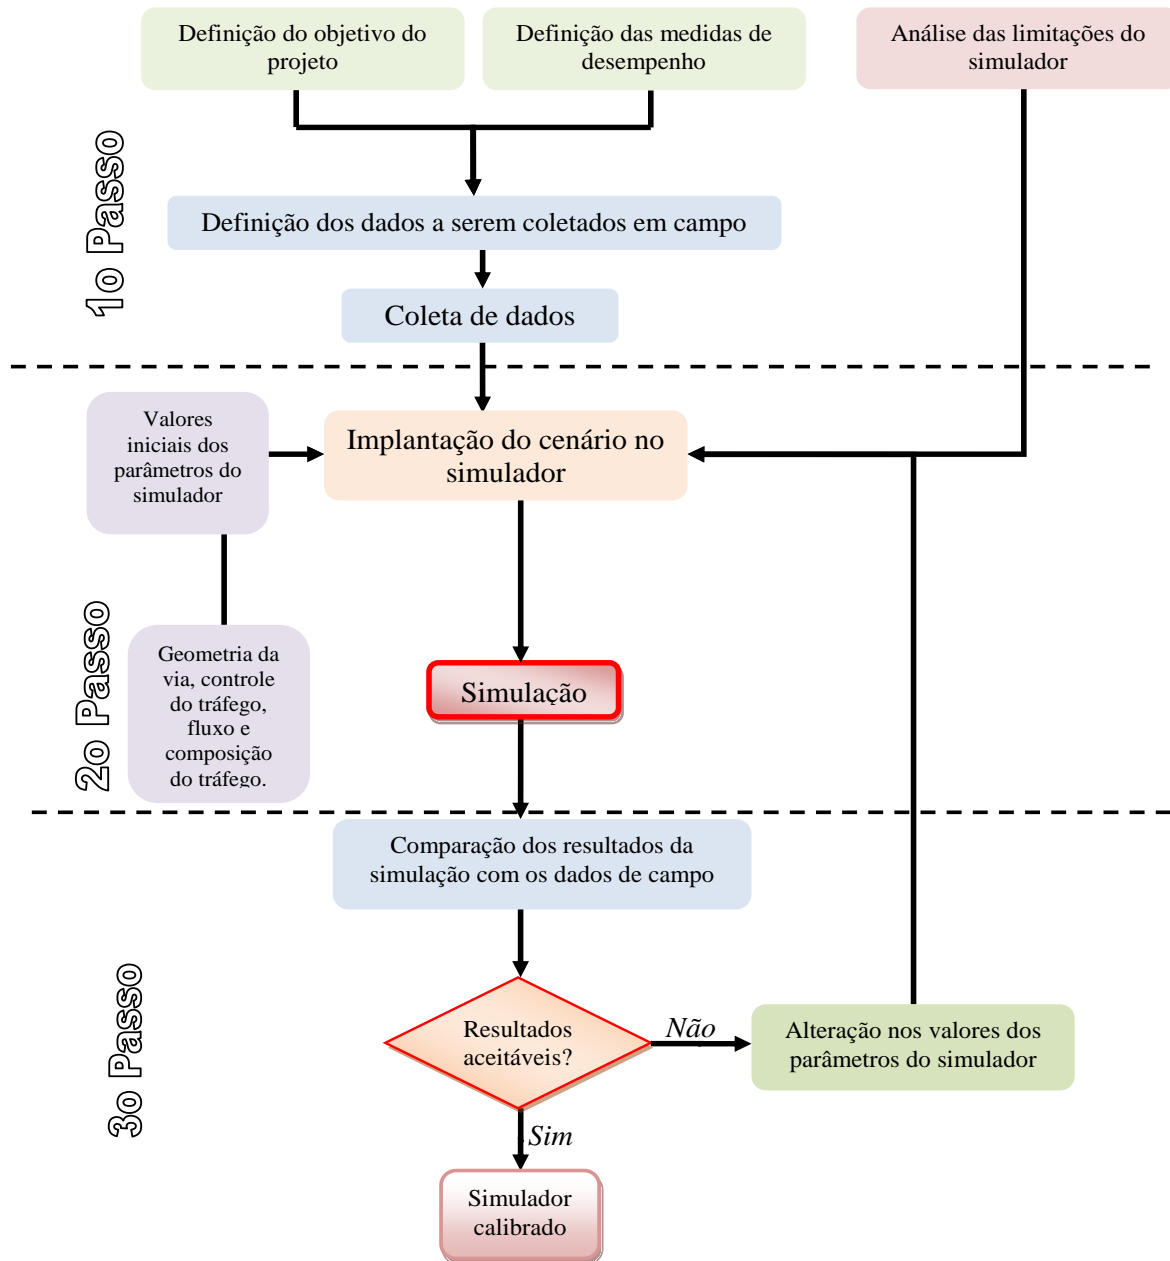 Definição do objetivo do
projeto
Definição das medidas de
desempenho
Análise das limitações do
simulador
1o Passo
Definição dos dados a serem coletados em campo
Coleta de dados
Valores
iniciais dos
parâmetros do
simulador
Implantação do cenário no
simulador
2o Passo
Geometria da
via, controle
do tráfego,
fluxo e
composição
do tráfego.
Simulação
Comparação dos resultados da
simulação com os dados de campo
3o Passo
Resultados
aceitáveis?
Não
Alteração nos valores dos
parâmetros do simulador
Sim
Simulador
calibrado